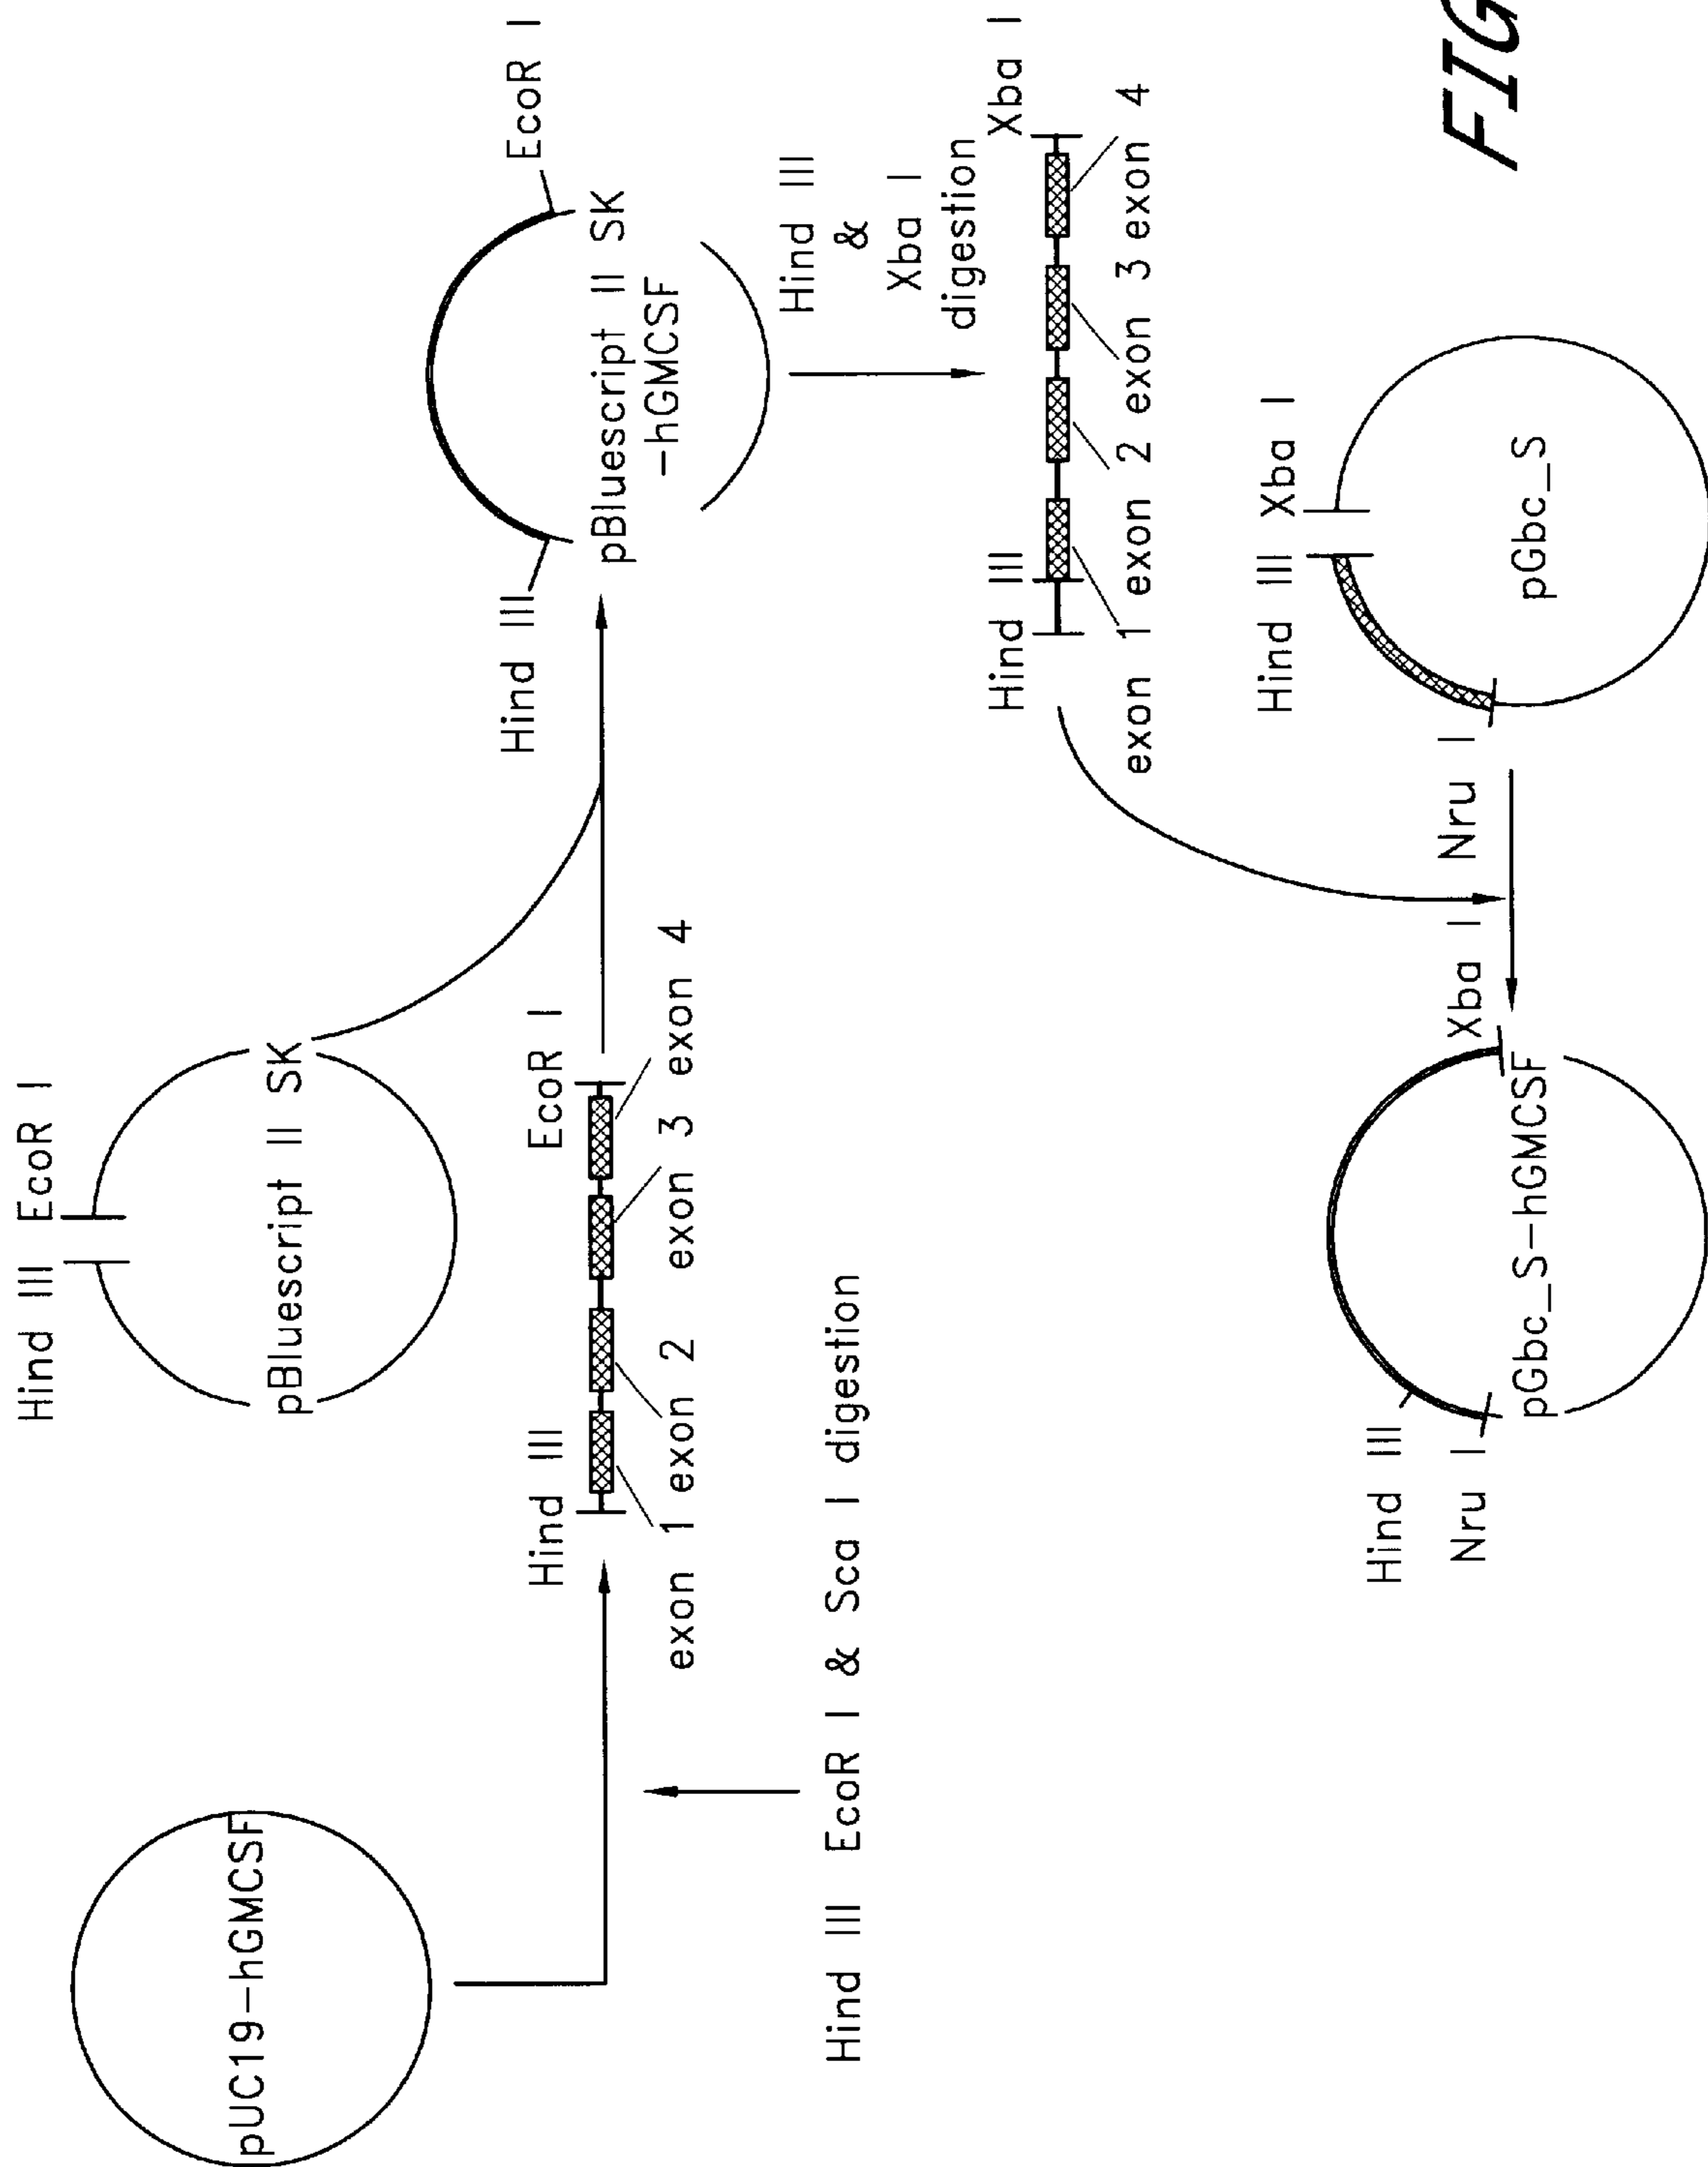 pUC19-hGMCSF
Hind III EcoR I & Sca I digestion
Hind III EcoR I
pBluescript II SK
Hind III EcoR I
exon 1 exon 2 exon 3 exon 4
Hind III EcoR I
pBluescript II SK
-hGMCSF
Hind III
&
Xba I
digestion
Hind III Xba I
exon 1 exon 2 exon 3 exon 4
Hind III Xba I
Nru I
pGbc_S
Hind III
Nru I
Xba I
pGbc_S-hGMCSF
FIG